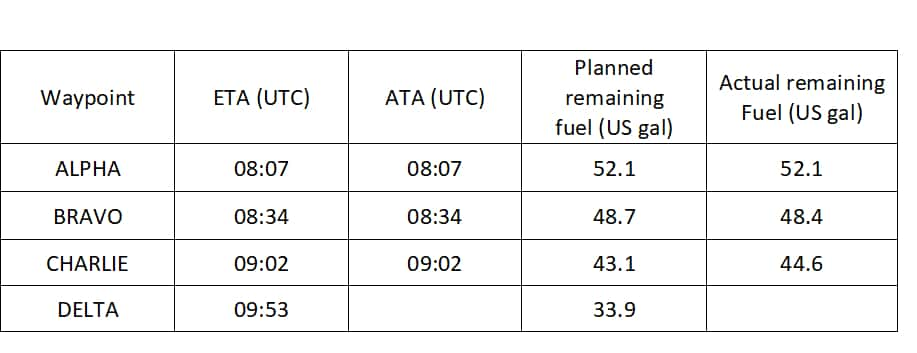 Waypoint ETA (UTC) ATA (UTC) Planned remaining fuel (US gal) Actual remaining Fuel (US gal)
ALPHA 08:07 08:07 52.1 52.1
BRAVO 08:34 08:34 48.7 48.4
CHARLIE 09:02 09:02 43.1 44.6
DELTA 09:53 33.9